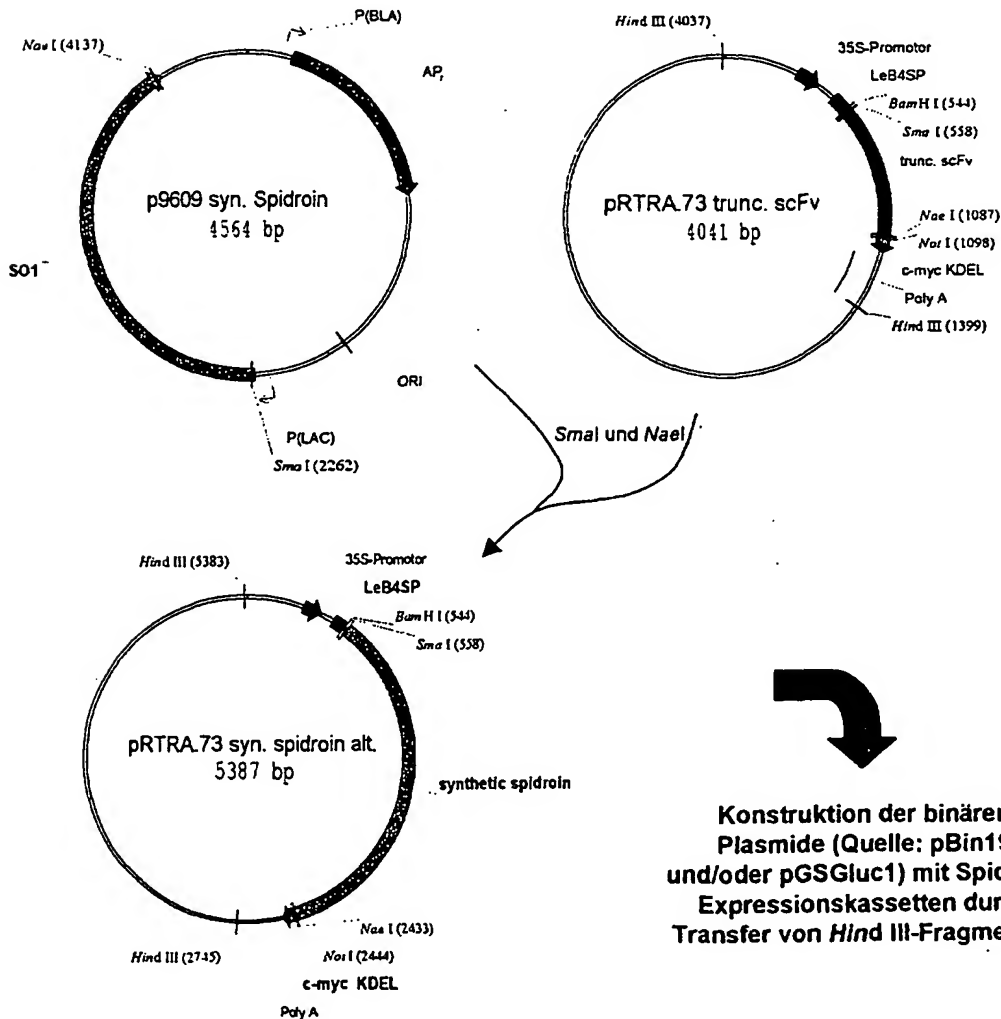 P(BLA)
Nae I (4137)
AP r
p9609 syn. Spidroin
4564 bp
SO1
ORI
P(LAC)
Sma I (2262)
Hind III (4037)
35S-Promotor
LeB4SP
BamH I (544)
Sma I (558)
trunc. scFv
pRTRA.73 trunc. scFv
4041 bp
Nae I (1087)
Not I (1098)
c-myc KDEL
Poly A
Hind III (1399)
SmaI und NaeI
Hind III (5383)
35S-Promotor
LeB4SP
BamH I (544)
Sma I (558)
pRTRA.73 syn. spidroin alt.
5387 bp
synthetic spidroin
Nae I (2433)
Hind III (2745)
Not I (2444)
c-myc KDEL
Poly A
Konstruktion der binären
Plasmide (Quelle: pBin19
und/oder pGSGluc1) mit Spid
Expressionskassetten dur
Transfer von Hind III-Fragme